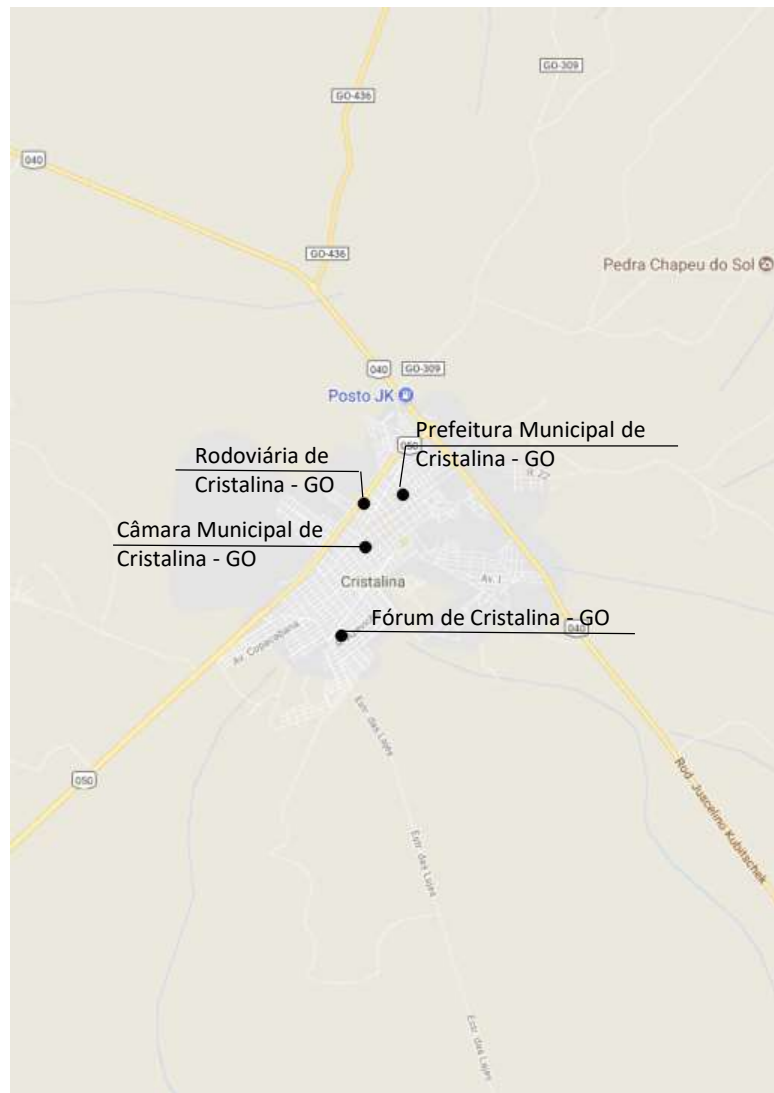 GO-309
GO-436
040
GO-436
Pedra Chapeu do Sol
040 GO-309
Posto JK
Prefeitura Municipal de
Cristalina - GO
050
Rodoviária de
Cristalina - GO
R. 22
Câmara Municipal de
Cristalina - GO
Cristalina
Av. I
Fórum de Cristalina - GO
040
Av. Copacabana
Estr. das Lajes
050
Rod. Juscelino Kubitschek
Estr. das Lajes
Estr. das Lajes